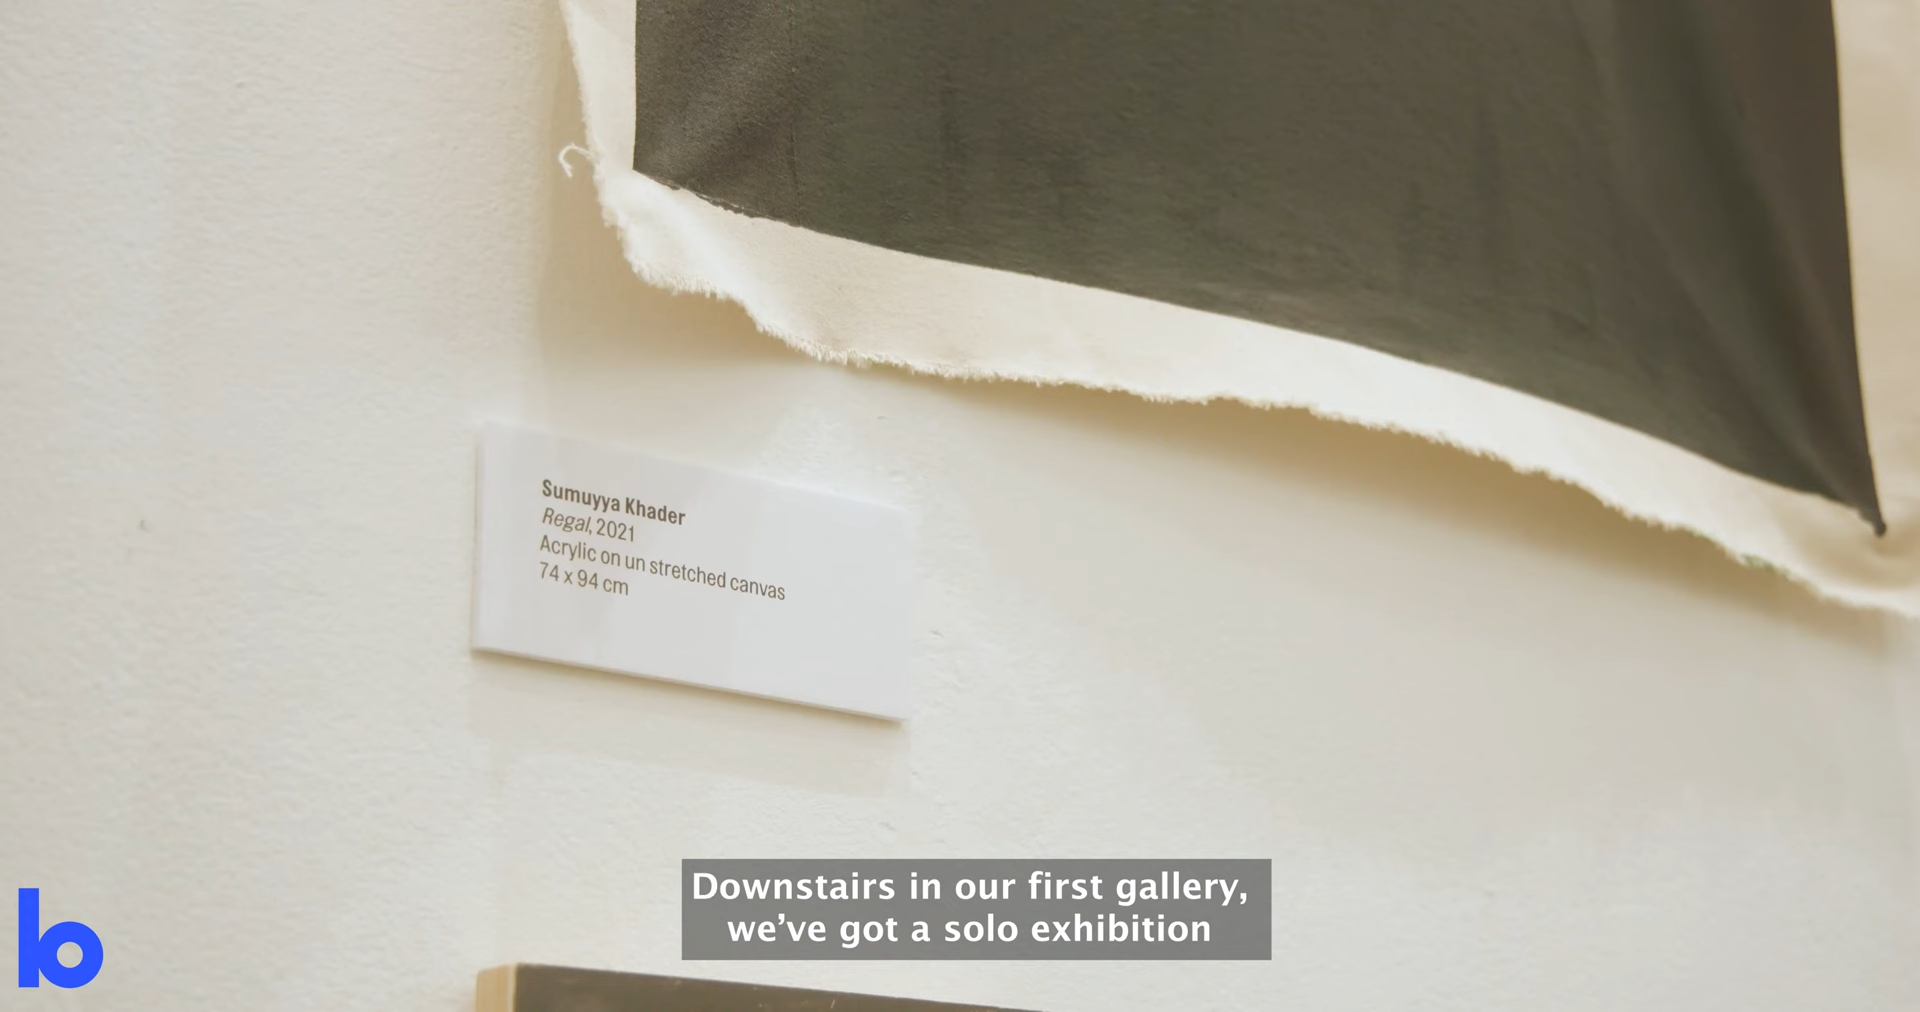 Sumuyya Khader
Regal, 2021
Acrylic on un stretched canvas
74 x 94 cm
Downstairs in our first gallery,
we’ve got a solo exhibition
b